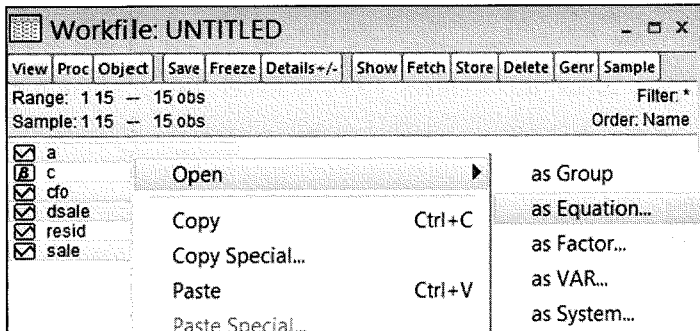 Workfile: UNTITLED
View Proc Object Save Freeze Details+/- Show Fetch Store Delete Genr Sample
Range: 1 15 — 15 obs Filter: *
Sample: 1 15 — 15 obs Order: Name
a
β c
cfo
dsale
resid
sale
Open
Copy Ctrl+C
Copy Special...
Paste Ctrl+V
Paste Special...
as Group
as Equation...
as Factor...
as VAR...
as System...